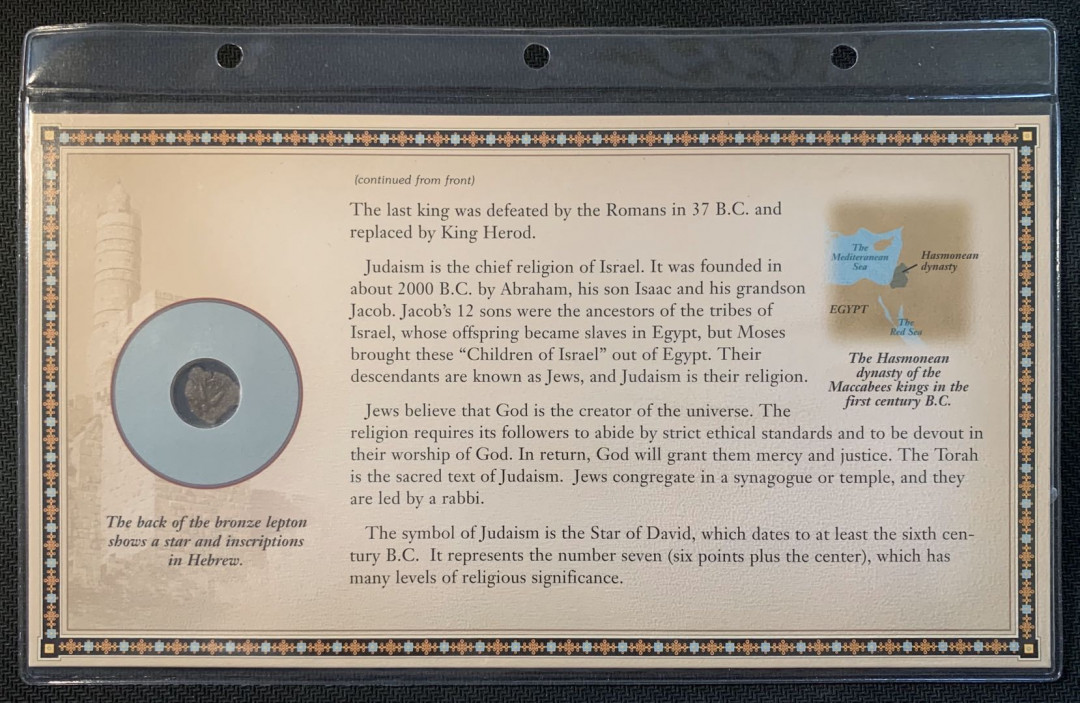 (continued from front)
The last king was defeated by the Romans in 37 B.C. and
replaced by King Herod.
Judaism is the chief religion of Israel. It was founded in
about 2000 B.C. by Abraham, his son Isaac and his grandson
Jacob. Jacob's 12 sons were the ancestors of the tribes of
Israel, whose offspring became slaves in Egypt, but Moses
brought these "Children of Israel" out of Egypt. Their
descendants are known as Jews, and Judaism is their religion.
Jews believe that God is the creator of the universe. The
religion requires its followers to abide by strict ethical standards and to be devout in
their worship of God. In return, God will grant them mercy and justice. The Torah
is the sacred text of Judaism. Jews congregate in a synagogue or temple, and they
are led by a rabbi.
The symbol of Judaism is the Star of David, which dates to at least the sixth cen-
tury B.C. It represents the number seven (six points plus the center), which has
many levels of religious significance.
The
Mediterranean
Sea
Hasmonean
dynasty
EGYPT
The
Red Sea
The Hasmonean
dynasty of the
Maccabees kings in the
first century B.C.
The back of the bronze lepton
shows a star and inscriptions
in Hebrew.